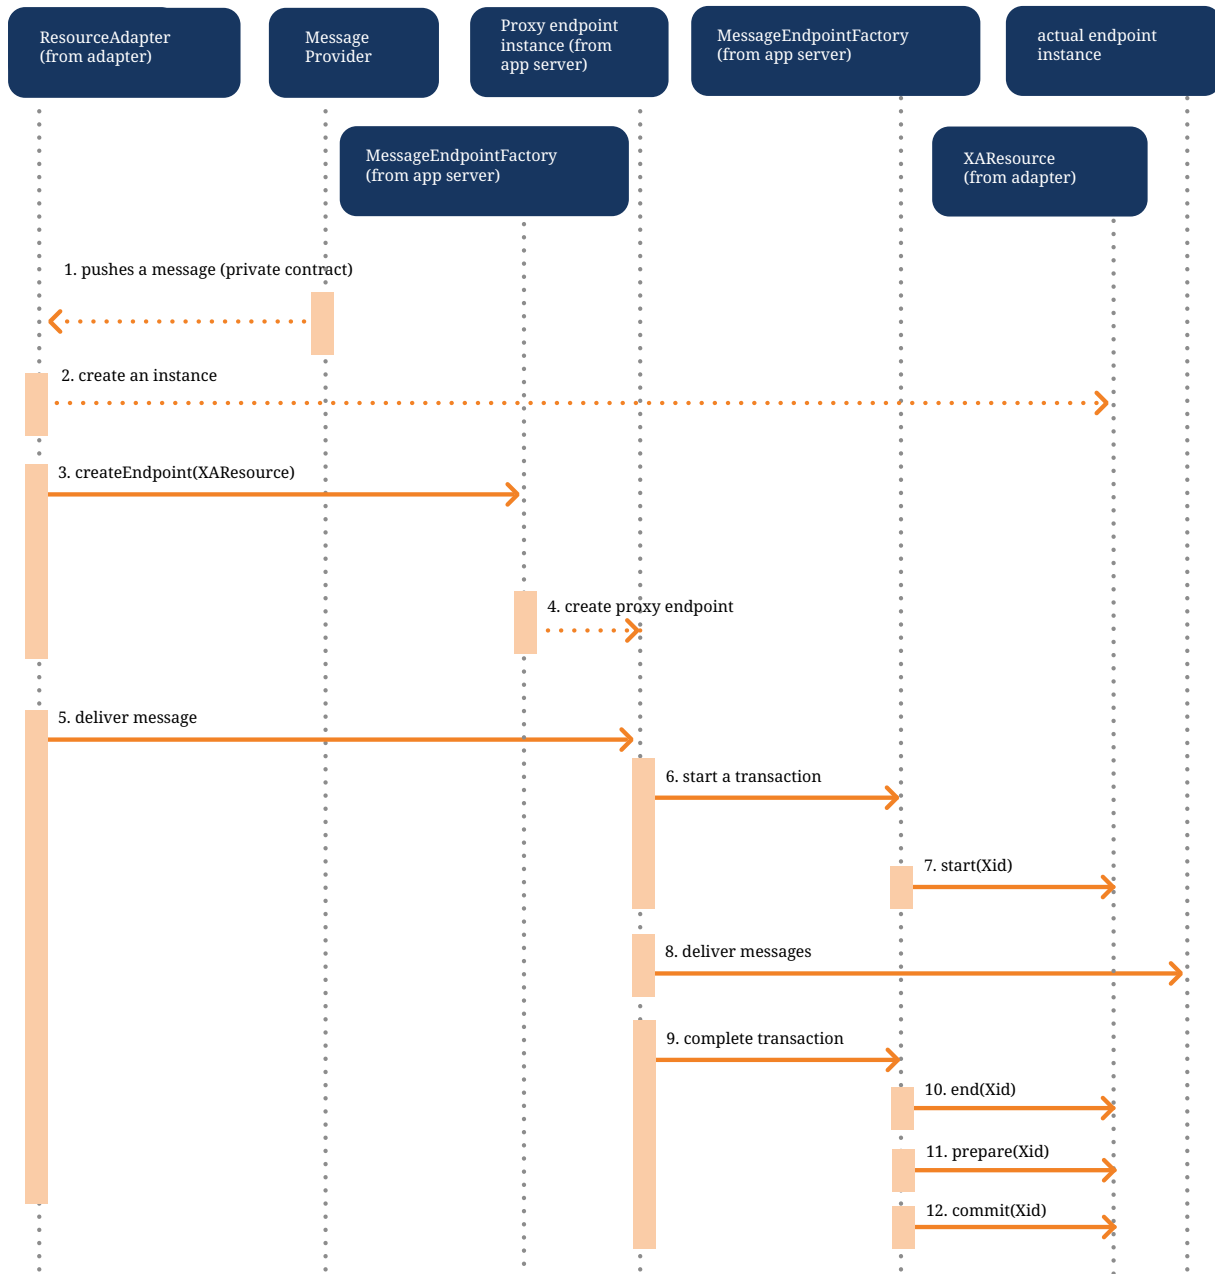 ResourceAdapter
(from adapter)
Message
Provider
Proxy endpoint
instance (from
app server)
MessageEndpointFactory
(from app server)
actual endpoint
instance
MessageEndpointFactory
(from app server)
XAResource
(from adapter)
1. pushes a message (private contract)
2. create an instance
3. createEndpoint(XAResource)
4. create proxy endpoint
5. deliver message
6. start a transaction
7. start(Xid)
8. deliver messages
9. complete transaction
10. end(Xid)
11. prepare(Xid)
12. commit(Xid)